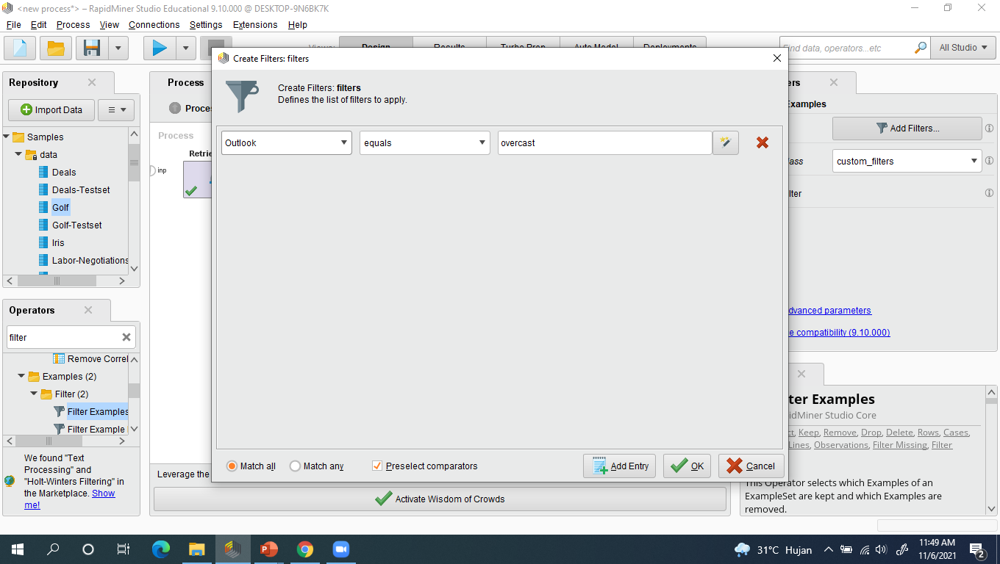 <new process*> – RapidMiner Studio Educational 9.10.000 @ DESKTOP-9N6BK7K
File Edit Process View Connections Settings Extensions Help
Views: Design Results Turbo Prep Auto Model Deployments
Find data, operators...etc
All Studio
Repository
Import Data
Samples
data
Deals
Deals-Testset
Golf
Golf-Testset
Iris
Labor-Negotiations
Operators
filter
Remove Correl
Examples (2)
Filter (2)
Filter Examples
Filter Example
We found "Text
Processing" and
"Holt-Winters Filtering" in
the Marketplace. Show
me!
Process
Proce
Process
Retrie
inp
Leverage the
Activate Wisdom of Crowds
Create Filters: filters
Create Filters: filters
Defines the list of filters to apply.
Outlook equals overcast
Match all Match any Preselect comparators Add Entry OK Cancel
ers
Examples
Add Filters...
lass custom_filters
lter
dvanced parameters
e compatibility (9.10.000)
ter Examples
idMiner Studio Core
ct, Keep, Remove, Drop, Delete, Rows, Cases,
Lines, Observations, Filter Missing, Filter
This Operator selects which Examples of an
ExampleSet are kept and which Examples are
removed.
31°C Hujan
11:49 AM
11/6/2021
2